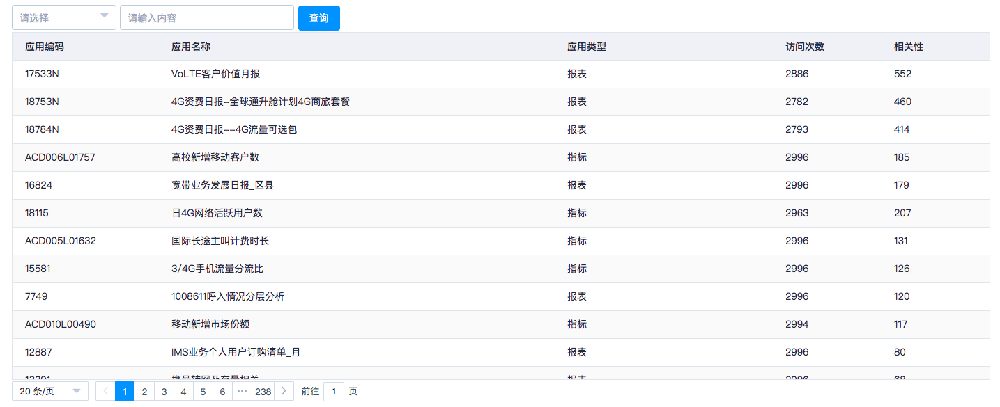 请选择 请输入内容 查询
应用编码 应用名称 应用类型 访问次数 相关性
17533N VoLTE客户价值月报 报表 2886 552
18753N 4G资费日报-全球通升舱计划4G商旅套餐 报表 2782 460
18784N 4G资费日报--4G流量可选包 报表 2793 414
ACD006L01757 高校新增移动客户数 指标 2996 185
16824 宽带业务发展日报_区县 报表 2996 179
18115 日4G网络活跃用户数 指标 2963 207
ACD005L01632 国际长途主叫计费时长 指标 2996 131
15581 3/4G手机流量分流比 指标 2996 126
7749 1008611呼入情况分层分析 报表 2996 120
ACD010L00490 移动新增市场份额 指标 2994 117
12887 IMS业务个人用户订购清单_月 报表 2996 80
报表 2996 68
20 条/页 1 2 3 4 5 6 ··· 238 前往 1 页